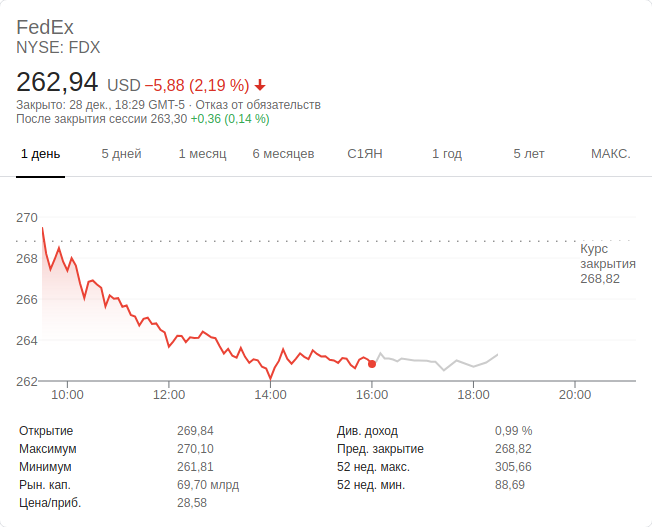 FedEx
NYSE: FDX
262,94 USD −5,88 (2,19 %)
Закрыто: 28 дек., 18:29 GMT-5 · Отказ от обязательств
После закрытия сессии 263,30 +0,36 (0,14 %)
1 день 5 дней 1 месяц 6 месяцев С1ЯН 1 год 5 лет МАКС.
270
268
266
264
262
Курс
закрытия
268,82
10:00 12:00 14:00 16:00 18:00 20:00
Открытие 269,84 Див. доход 0,99 %
Максимум 270,10 Пред. закрытие 268,82
Минимум 261,81 52 нед. макс. 305,66
Рын. кап. 69,70 млрд 52 нед. мин. 88,69
Цена/приб. 28,58